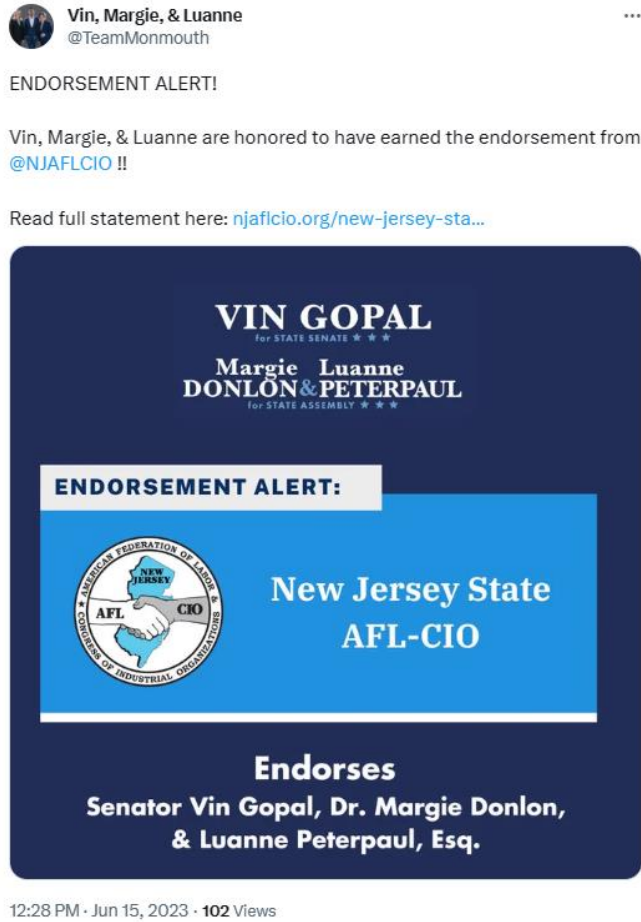 Vin, Margie, & Luanne
@TeamMonmouth
ENDORSEMENT ALERT!
Vin, Margie, & Luanne are honored to have earned the endorsement from
@NJAFLCIO !!
Read full statement here: njaflcio.org/new-jersey-sta...
VIN GOPAL
for STATE SENATE ★ ★ ★
Margie Luanne
DONLON & PETERPAUL
for STATE ASSEMBLY ★ ★ ★
ENDORSEMENT ALERT:
★ AMERICAN FEDERATION OF LABOR &
CONGRESS OF INDUSTRIAL ORGANIZATIONS
NEW
JERSEY
AFL CIO
New Jersey State
AFL-CIO
Endorses
Senator Vin Gopal, Dr. Margie Donlon,
& Luanne Peterpaul, Esq.
12:28 PM · Jun 15, 2023 · 102 Views